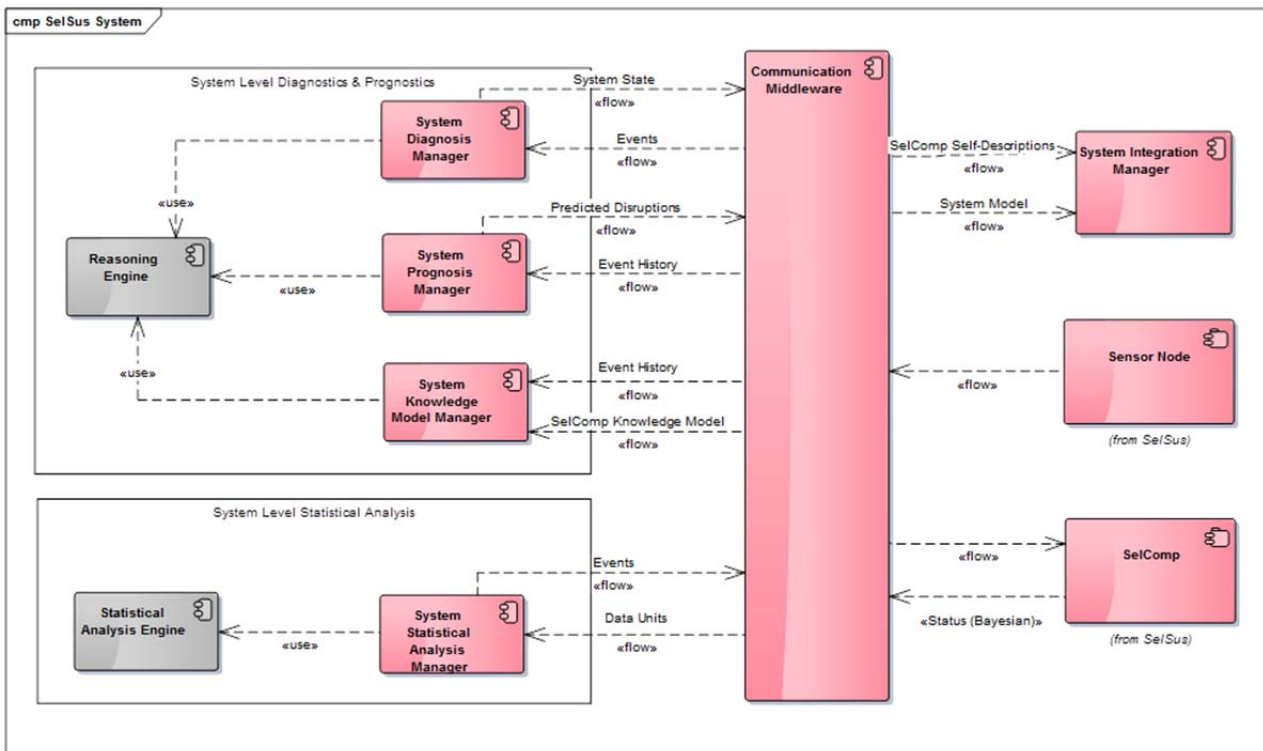 cmp SelSus System
System Level Diagnostics & Prognostics
System
Diagnosis
Manager
System State
«flow»
Events
«flow»
Communication
Middleware
SelComp Self-Descriptions
«flow»
System Integration
Manager
System Model
«flow»
«use»
Reasoning
Engine
«use»
System
Prognosis
Manager
Predicted Disruptions
«flow»
Event History
«flow»
«use»
System
Knowledge
Model Manager
Event History
«flow»
SelComp Knowledge Model
«flow»
Sensor Node
«flow»
(from SelSus)
System Level Statistical Analysis
Statistical
Analysis Engine
«use»
System
Statistical
Analysis
Manager
Events
«flow»
Data Units
«flow»
«flow»
SelComp
«Status (Bayesian)»
(from SelSus)